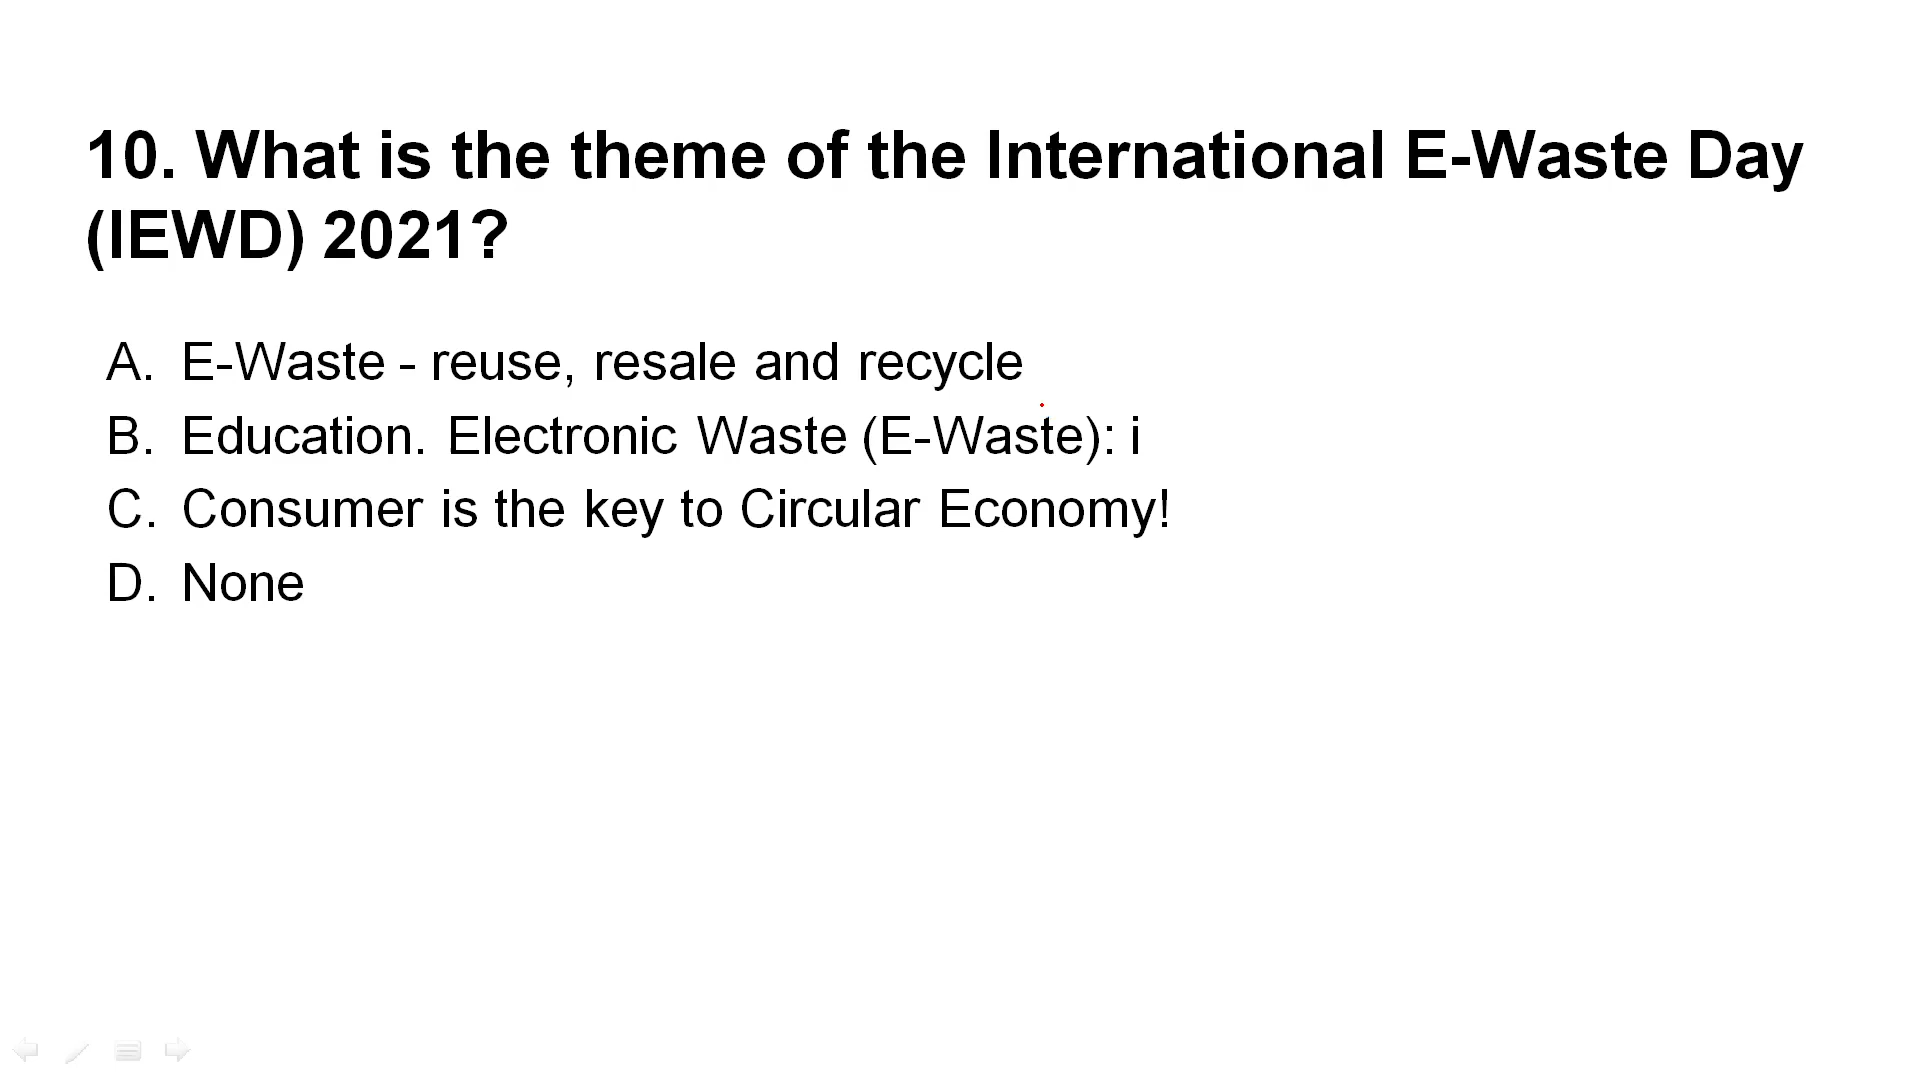 10. What is the theme of the International E-Waste Day
(IEWD) 2021?
A. E-Waste - reuse, resale and recycle
B. Education. Electronic Waste (E-Waste): i
C. Consumer is the key to Circular Economy!
D. None